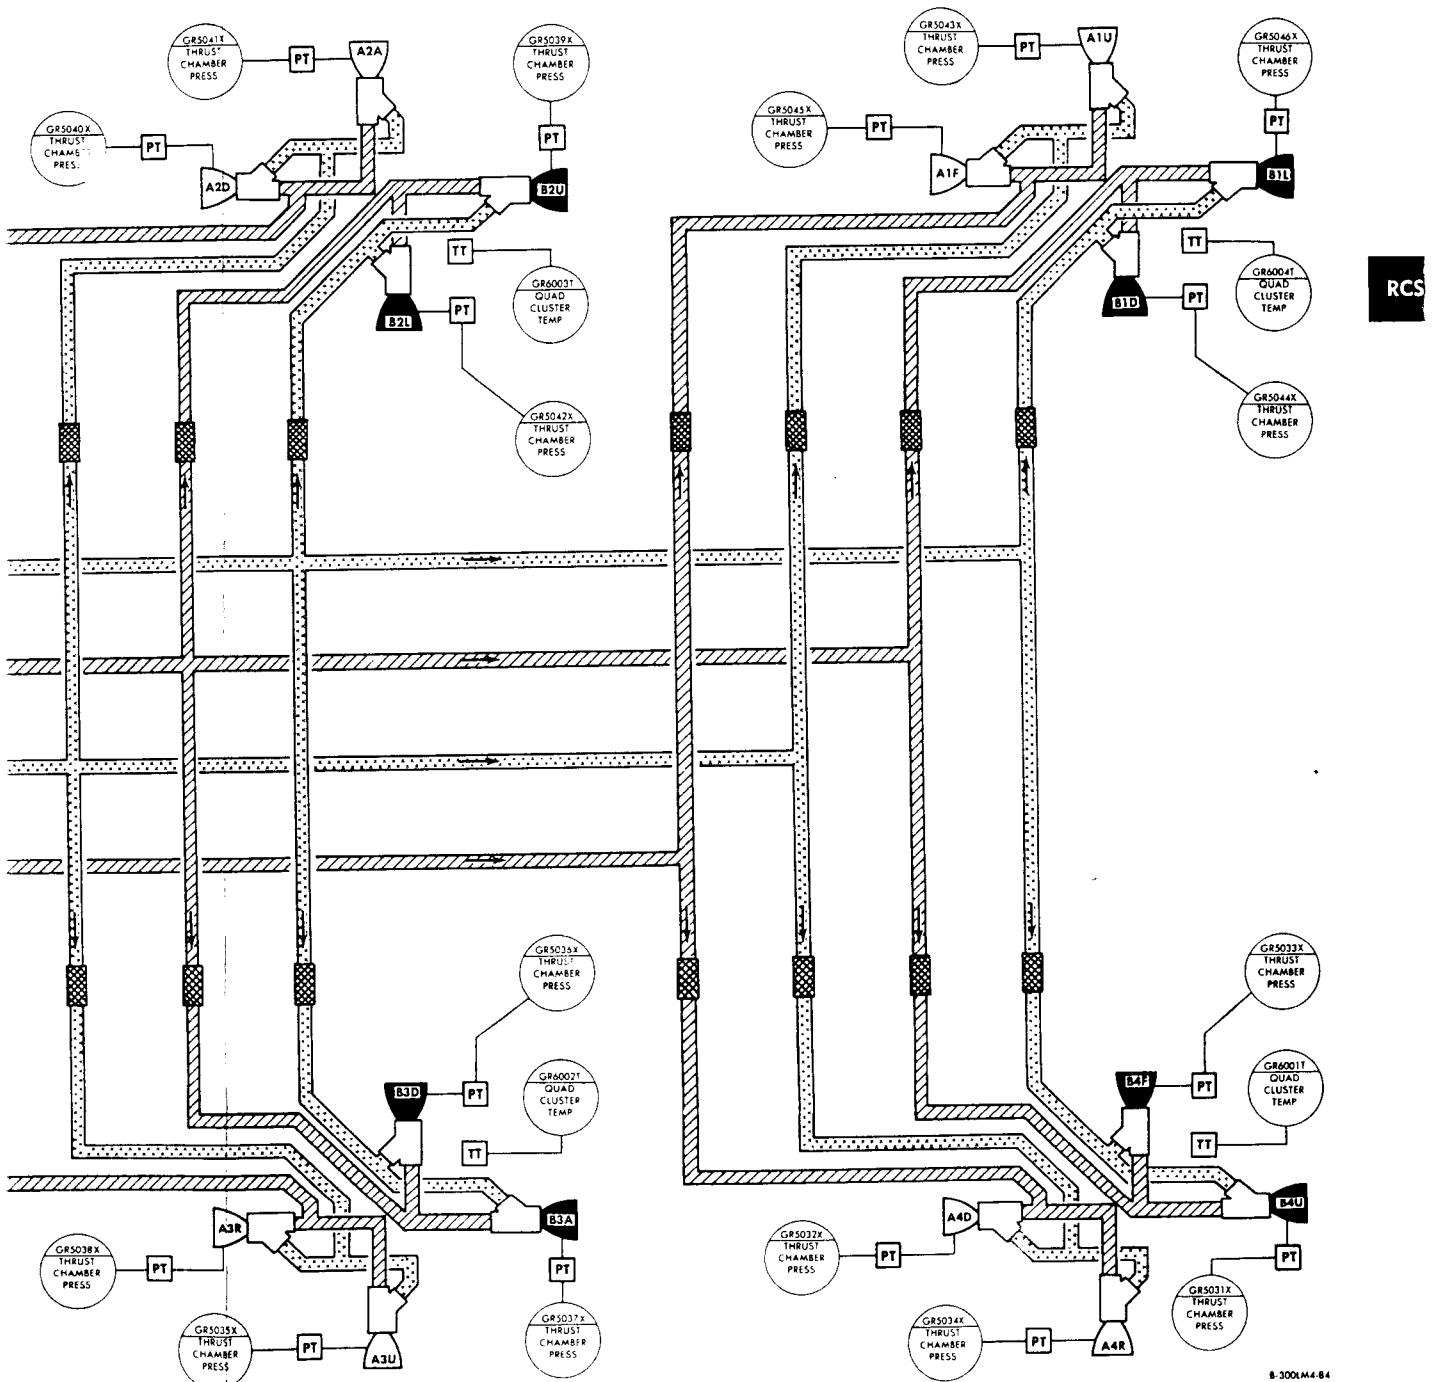 GR5041X
THRUST
CHAMBER
PRESS
PT
A2A
GR5039X
THRUST
CHAMBER
PRESS
PT
GR5040X
THRUST
PT
A2D
B2U
TT
GR6003T
QUAD
CLUSTER
TEMP
B2L
PT
GR5042X
THRUST
CHAMBER
PRESS
GR5043X
THRUST
CHAMBER
PRESS
PT
A1U
GR5046X
THRUST
CHAMBER
PRESS
PT
GR5045X
THRUST
CHAMBER
PRESS
PT
A1F
B1L
TT
GR6004T
QUAD
CLUSTER
TEMP
B1D
PT
GR5044X
THRUST
CHAMBER
PRESS
RCS
GR5036X
THRUST
CHAMBER
PRESS
B3D
PT
GR6002T
QUAD
CLUSTER
TEMP
TT
A3R
B3A
GR5038X
THRUST
CHAMBER
PRESS
PT
PT
GR5037X
THRUST
CHAMBER
PRESS
GR5035X
THRUST
CHAMBER
PRESS
PT
A3U
GR5033X
THRUST
CHAMBER
PRESS
B4F
PT
GR6001T
QUAD
CLUSTER
TEMP
TT
A4D
B4U
GR5032X
THRUST
CHAMBER
PRESS
PT
PT
GR5031X
THRUST
CHAMBER
PRESS
GR5034X
THRUST
CHAMBER
PRESS
PT
A4R
B-300LM4-84